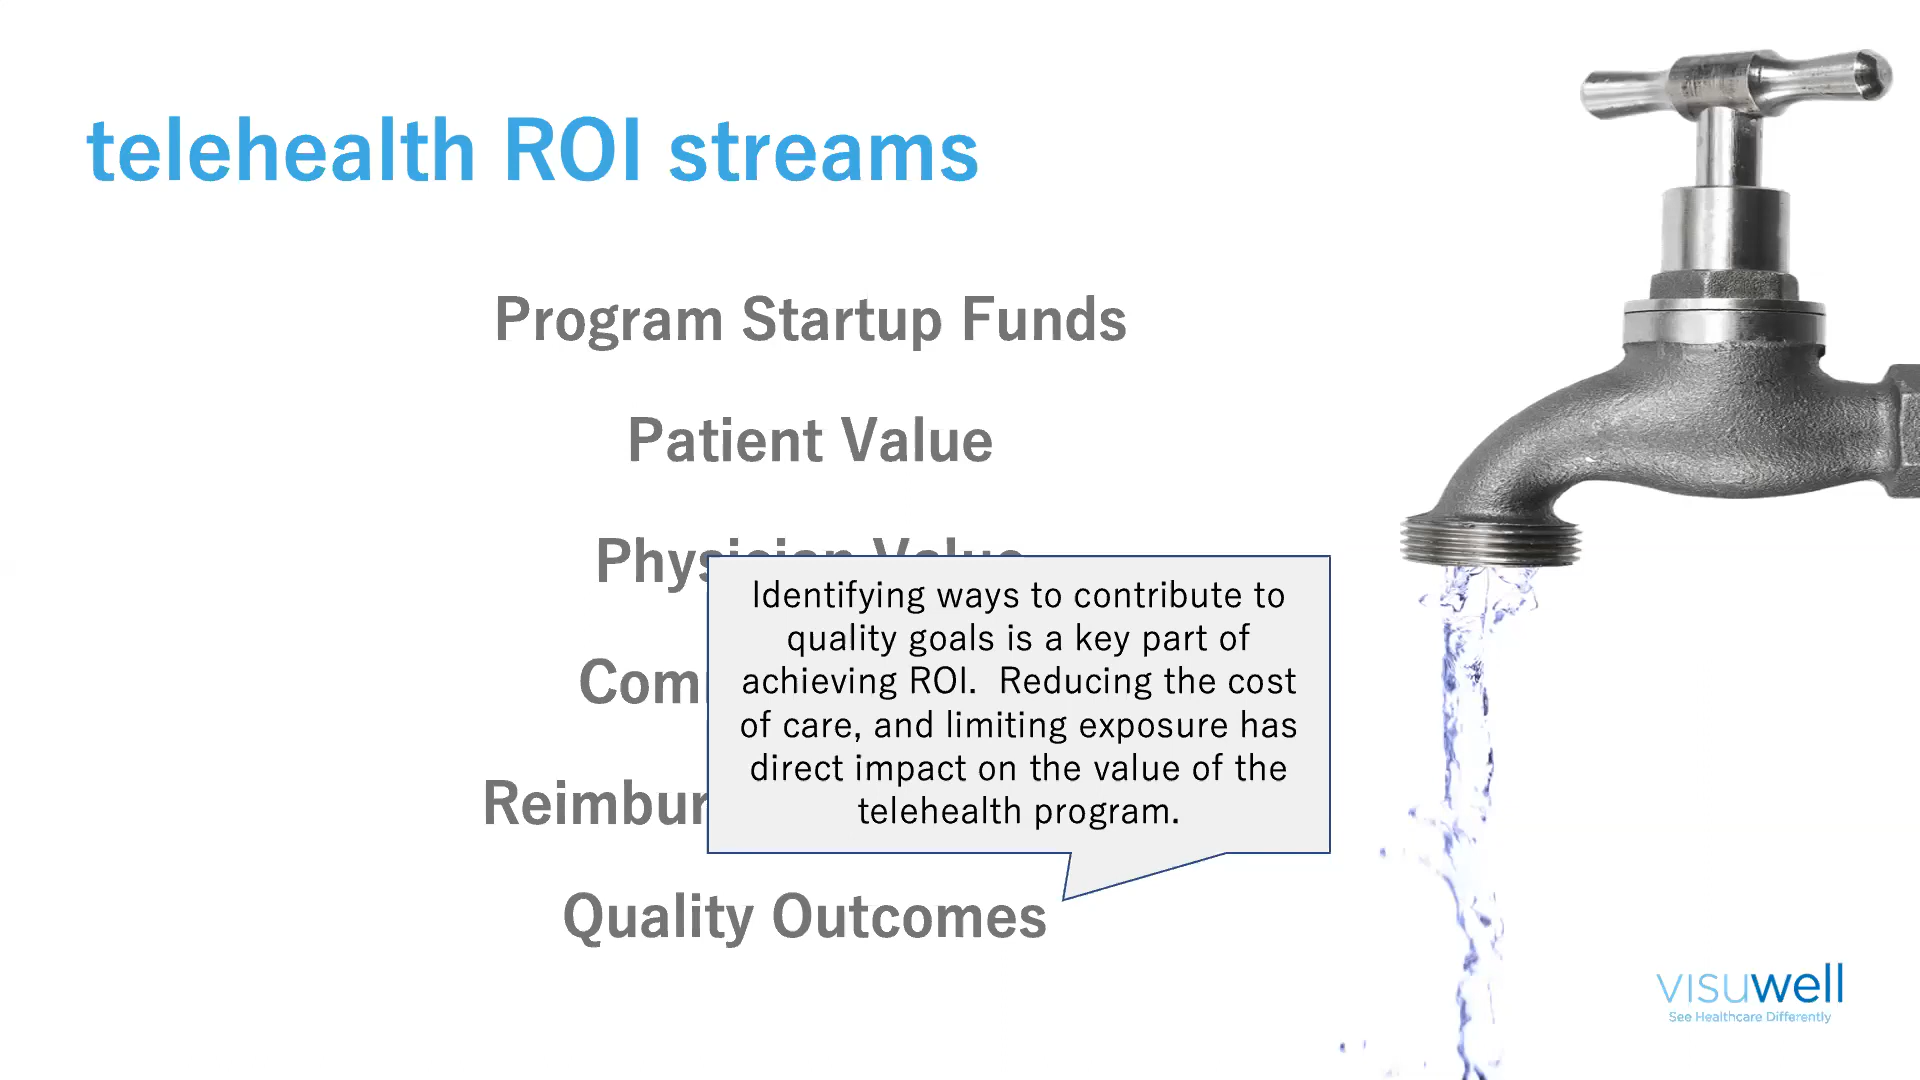 telehealth ROI streams
Program Startup Funds
Patient Value
Physician Value
Identifying ways to contribute to
quality goals is a key part of
achieving ROI.  Reducing the cost
of care, and limiting exposure has
direct impact on the value of the
telehealth program.
Quality Outcomes
visuwell
See Healthcare Differently